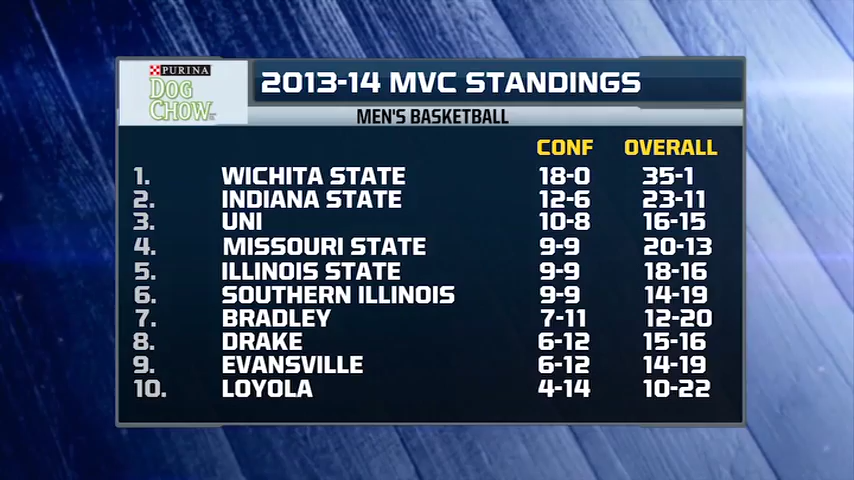 PURINA
DOG
CHOW
2013-14 MVC STANDINGS
MEN'S BASKETBALL
CONF OVERALL
1. WICHITA STATE 18-0 35-1
2. INDIANA STATE 12-6 23-11
3. UNI 10-8 16-15
4. MISSOURI STATE 9-9 20-13
5. ILLINOIS STATE 9-9 18-16
6. SOUTHERN ILLINOIS 9-9 14-19
7. BRADLEY 7-11 12-20
8. DRAKE 6-12 15-16
9. EVANSVILLE 6-12 14-19
10. LOYOLA 4-14 10-22